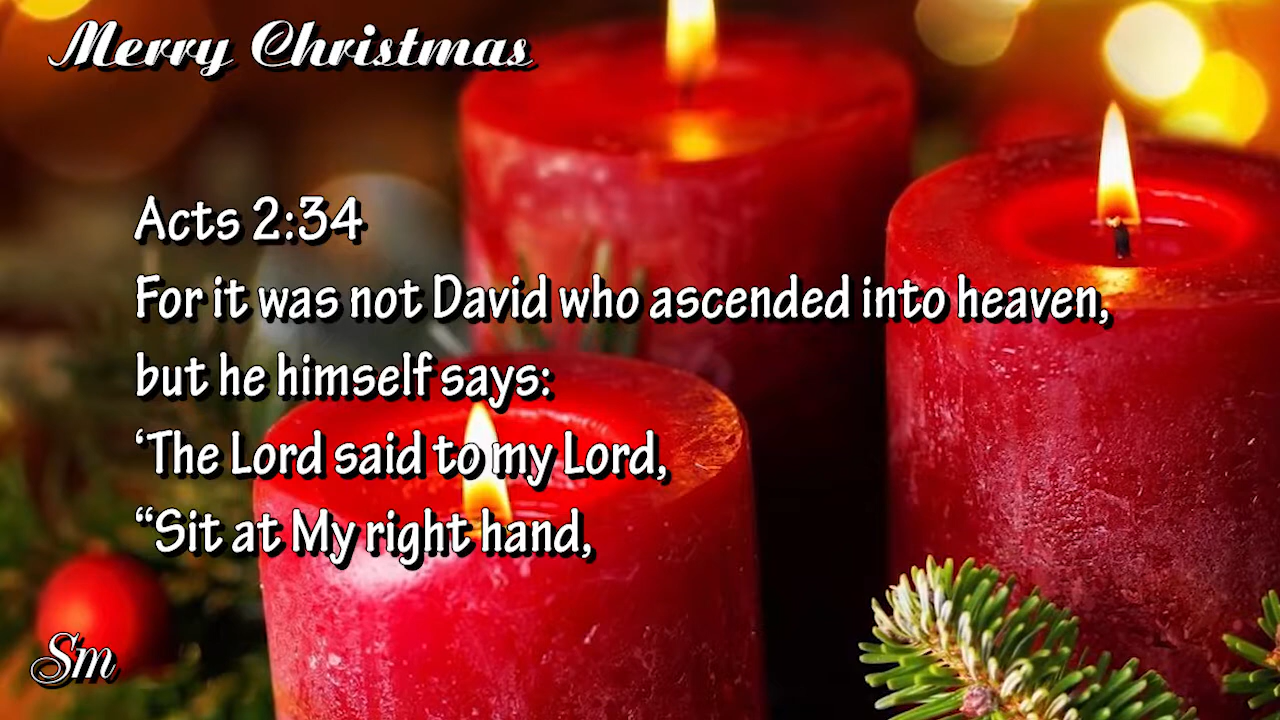 Merry Christmas
Acts 2:34
For it was not David who ascended into heaven,
but he himself says:
‘The Lord said to my Lord,
“Sit at My right hand,
Sm